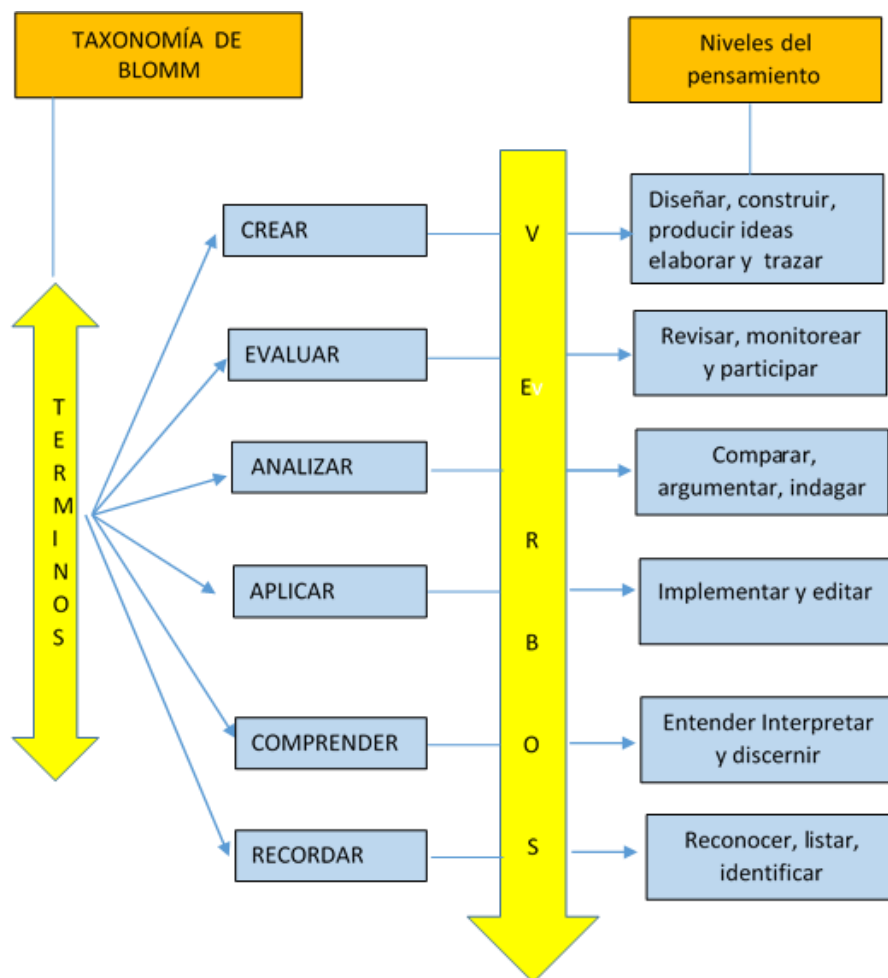 TAXONOMÍA DE
BLOMM
Niveles del
pensamiento
TERMINOS
CREAR
EVALUAR
ANALIZAR
APLICAR
COMPRENDER
RECORDAR
V
Ev
R
B
O
S
Diseñar, construir,
producir ideas
elaborar y trazar
Revisar, monitorear
y participar
Comparar,
argumentar, indagar
Implementar y editar
Entender Interpretar
y discernir
Reconocer, listar,
identificar